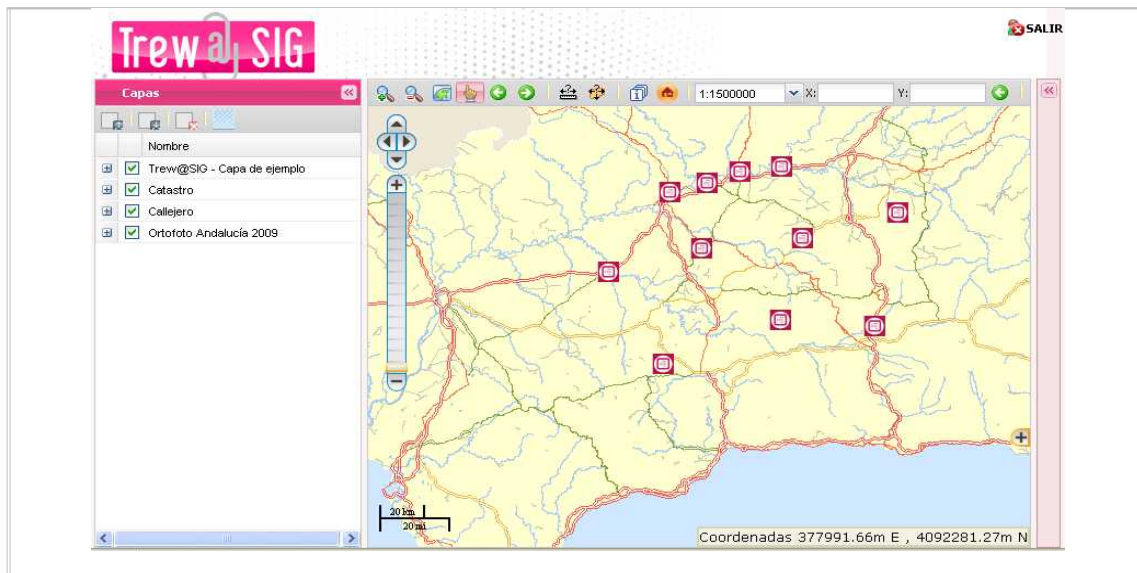 Trew@SIG
SALIR
Capas
1:1500000
X:
Y:
Nombre
Trew@SIG - Capa de ejemplo
Catastro
Callejero
Ortofoto Andalucía 2009
20 km
20 mi
Coordenadas 377991.66m E , 4092281.27m N